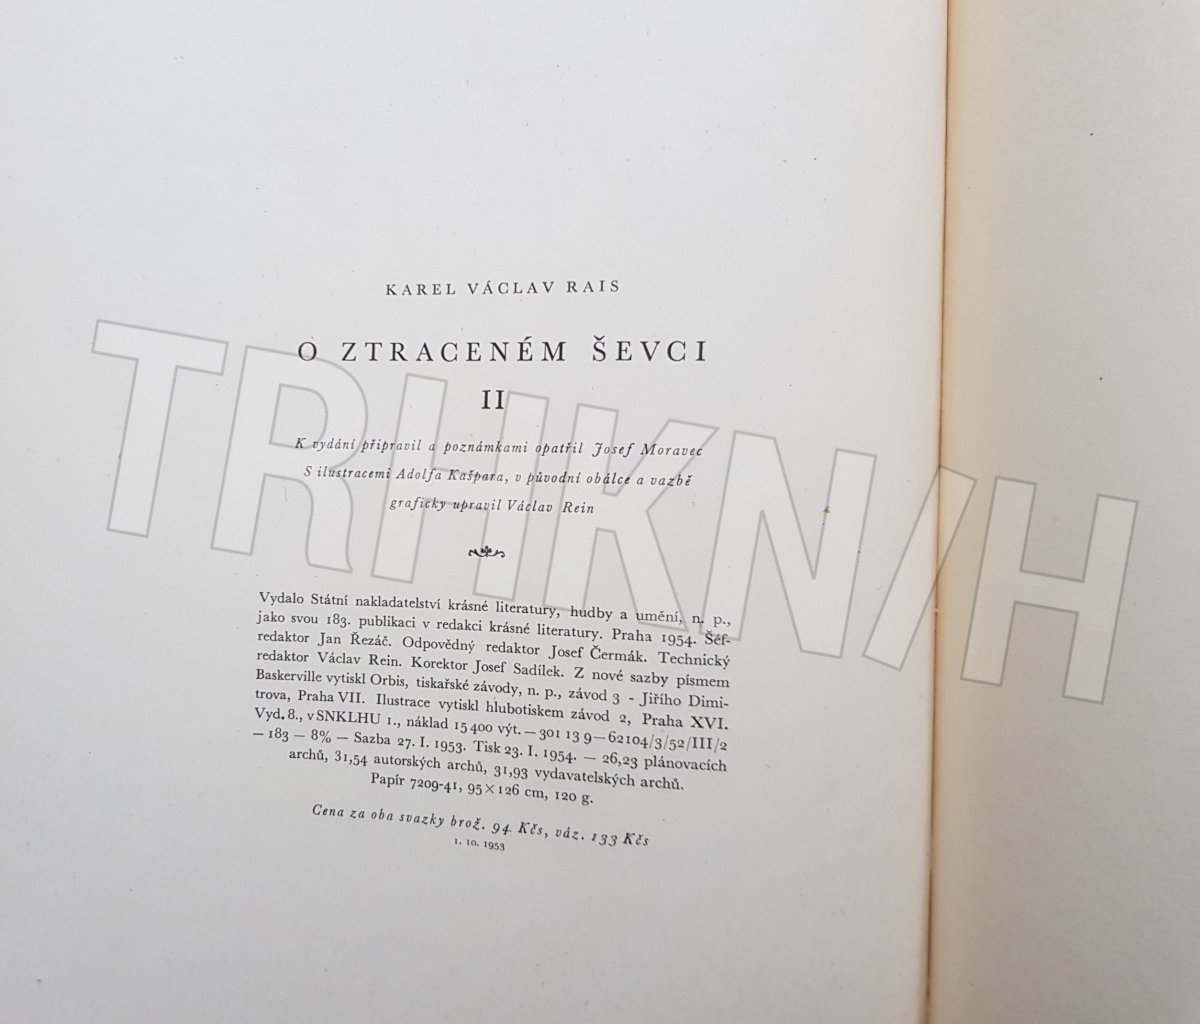 KAREL VÁCLAV RAIS
O ZTRACENÉM ŠEVCI
II
K vydání připravil a poznámkami opatřil Josef Moravec
S ilustracemi Adolfa Kašpara, v původní obálce a vazbě
graficky upravil Václav Rein
Vydalo Státní nakladatelství krásné literatury, hudby a umění, n. p.,
jako svou 183. publikaci v redakci krásné literatury. Praha 1954. Šéf-
redaktor Jan Řezáč. Odpovědný redaktor Josef Čermák. Technický
redaktor Václav Rein. Korektor Josef Sadílek. Z nové sazby písmem
Baskerville vytiskl Orbis, tiskařské závody, n. p., závod 3 - Jiřího Dimi-
trova, Praha VII. Ilustrace vytiskl hlubotiskem závod 2, Praha XVI.
Vyd. 8., v SNKLHU 1., náklad 15 400 výt. — 301 13 9 — 62104/3/52/III/2
— 183 — 8% — Sazba 27. I. 1953. Tisk 23. I. 1954. — 26,23 plánovacích
archů, 31,54 autorských archů, 31,93 vydavatelských archů.
Papír 7209-41, 95×126 cm, 120 g.
Cena za oba svazky brož. 94 Kčs, váz. 133 Kčs
1. 10. 1953
TRHKNIH